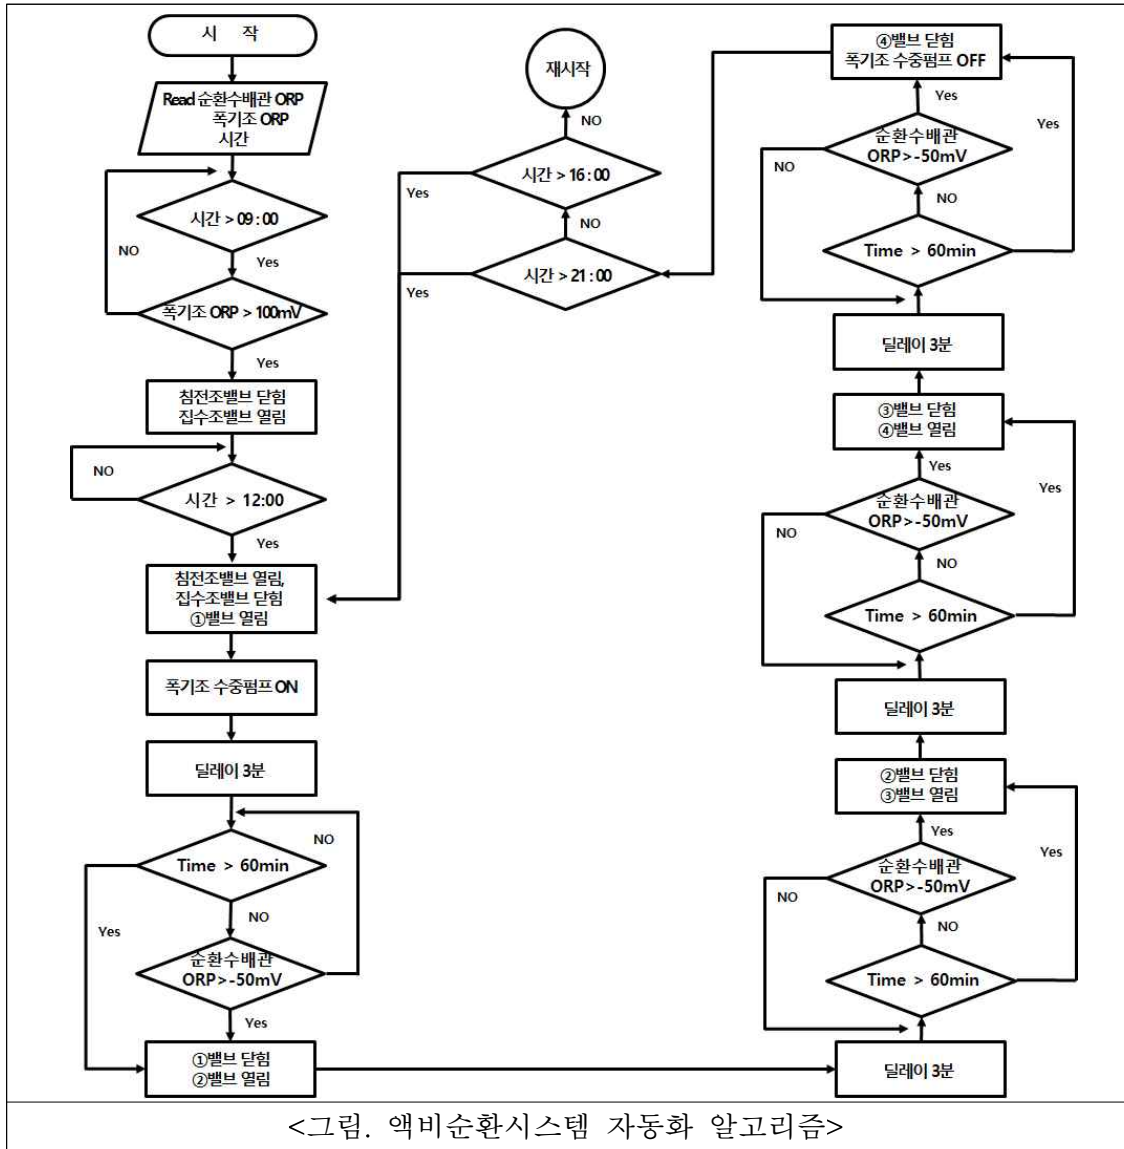 시 작
Read 순환수배관 ORP
폭기조 ORP
시간
시간 > 09 : 00
NO
Yes
폭기조 ORP > 100mV
Yes
침전조밸브 닫힘
집수조밸브 열림
NO
시간 > 12:00
Yes
침전조밸브 열림,
집수조밸브 닫힘
①밸브 열림
폭기조 수중펌프 ON
딜레이 3분
NO
Time > 60min
NO
Yes
순환수배관
ORP>-50mV
Yes
①밸브 닫힘
②밸브 열림
딜레이 3분
Time > 60min
NO
Yes
NO
순환수배관
ORP>-50mV
Yes
②밸브 닫힘
③밸브 열림
딜레이 3분
Time > 60min
NO
Yes
NO
순환수배관
ORP>-50mV
Yes
③밸브 닫힘
④밸브 열림
딜레이 3분
Time > 60min
NO
Yes
NO
순환수배관
ORP>-50mV
Yes
④밸브 닫힘
폭기조 수중펌프 OFF
시간 > 21 : 00
Yes
NO
시간 > 16 : 00
Yes
NO
재시작
<그림. 액비순환시스템 자동화 알고리즘>